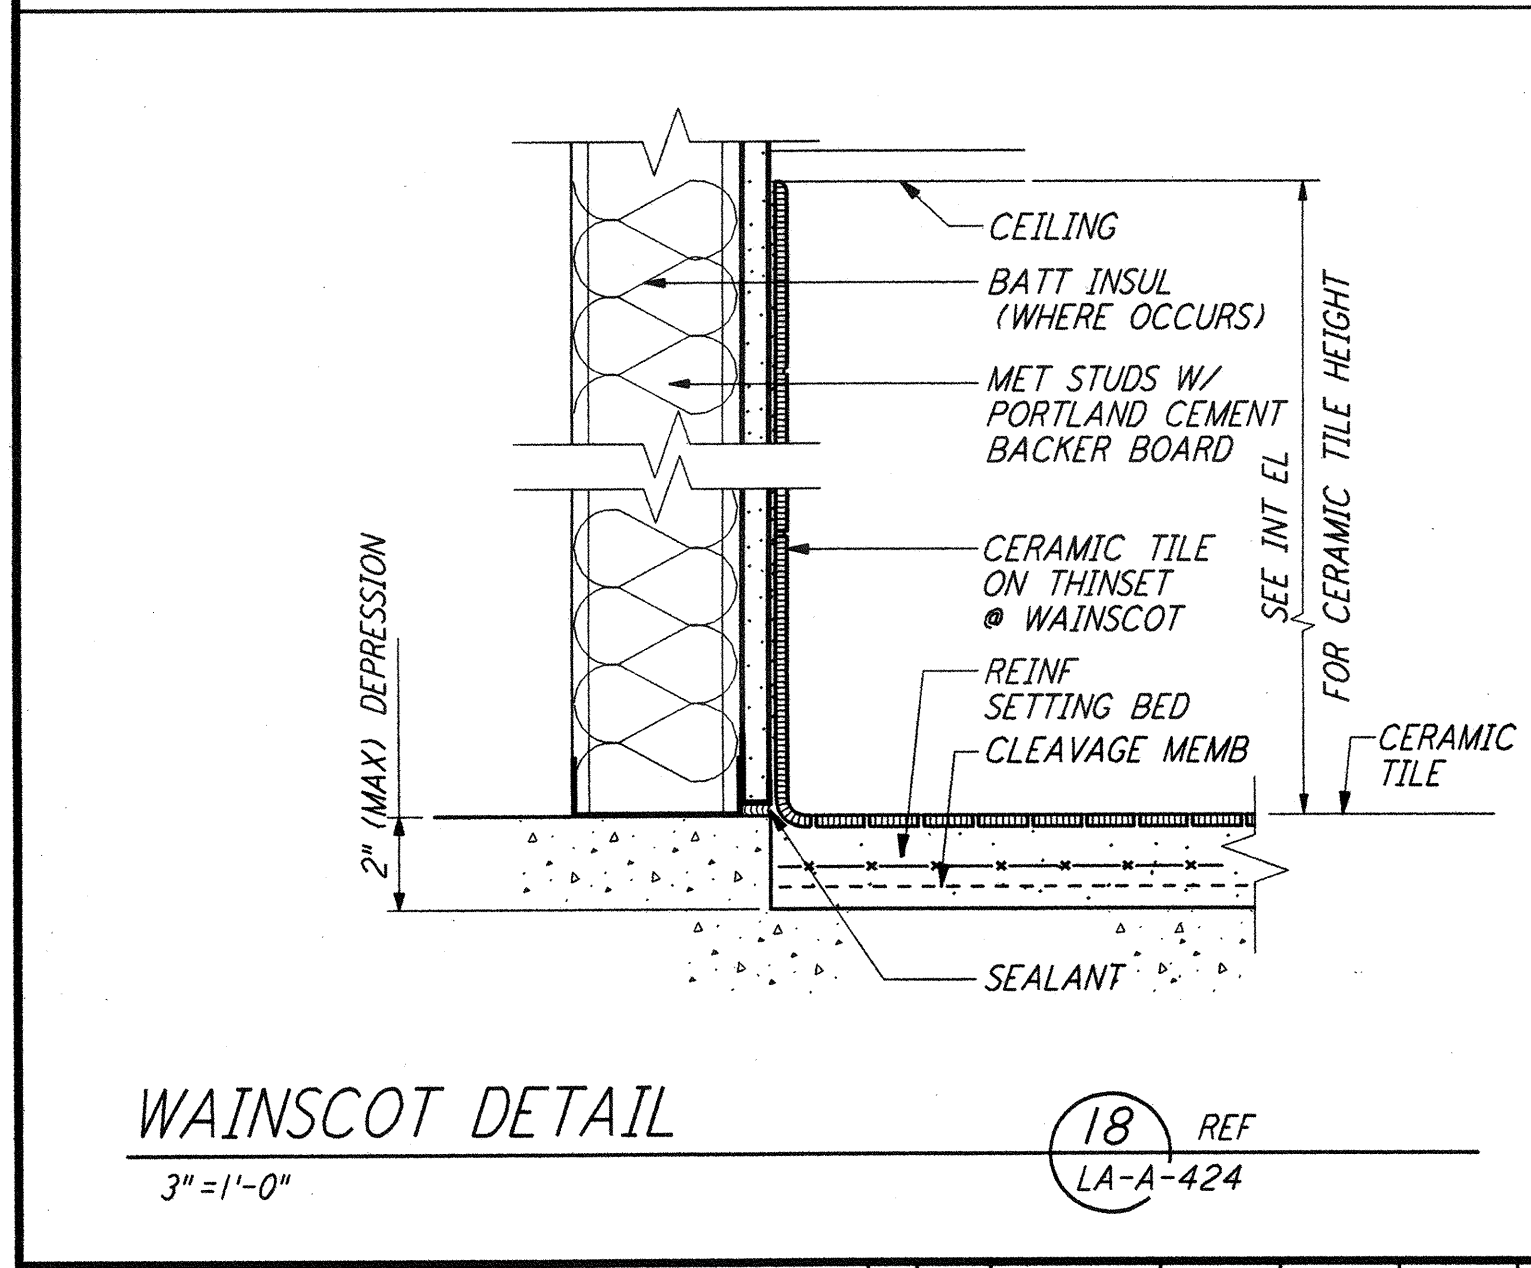 CEILING
BATT INSUL
(WHERE OCCURS)
MET STUDS W/
PORTLAND CEMENT
BACKER BOARD
CERAMIC TILE
ON THINSET
@ WAINSCOT
REINF
SETTING BED
CLEAVAGE MEMB
SEALANT
SEE INT EL
FOR CERAMIC TILE HEIGHT
CERAMIC
TILE
2" (MAX) DEPRESSION
WAINSCOT DETAIL
3"=1'-0"
18 REF
LA-A-424